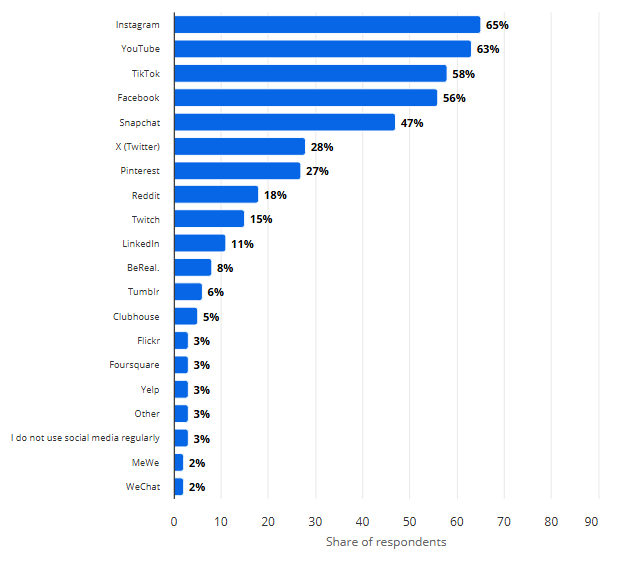 Instagram 65%
YouTube 63%
TikTok 58%
Facebook 56%
Snapchat 47%
X (Twitter) 28%
Pinterest 27%
Reddit 18%
Twitch 15%
LinkedIn 11%
BeReal. 8%
Tumblr 6%
Clubhouse 5%
Flickr 3%
Foursquare 3%
Yelp 3%
Other 3%
I do not use social media regularly 3%
MeWe 2%
WeChat 2%
0 10 20 30 40 50 60 70 80 90
Share of respondents